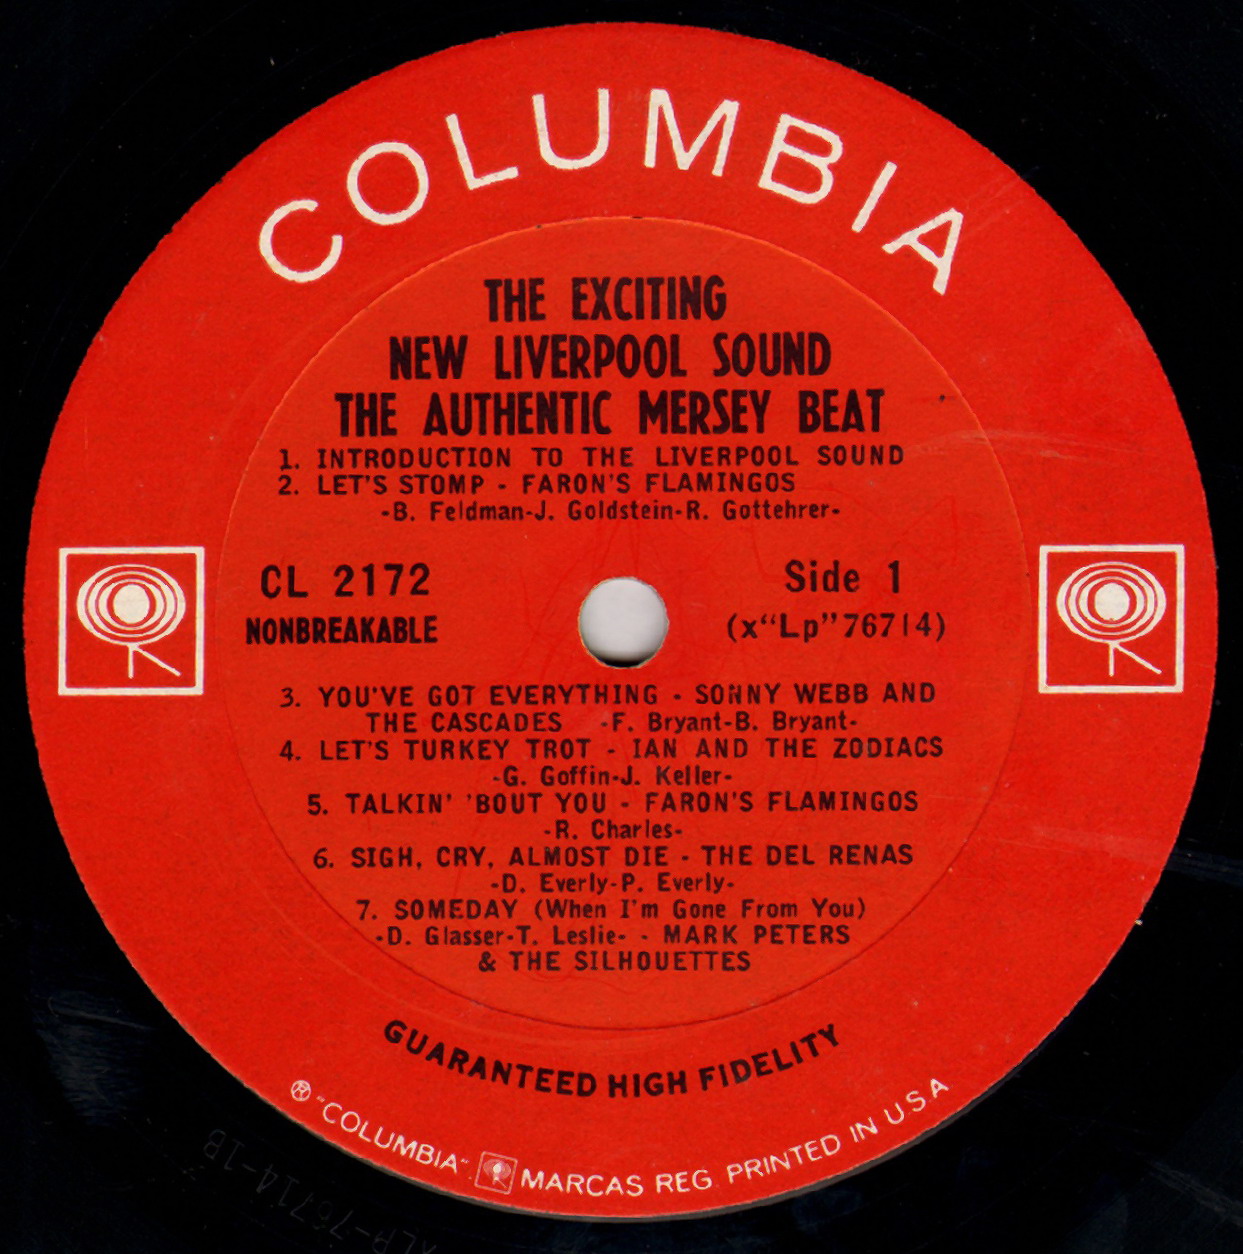 COLUMBIA
THE EXCITING
NEW LIVERPOOL SOUND
THE AUTHENTIC MERSEY BEAT
1. INTRODUCTION TO THE LIVERPOOL SOUND
2. LET'S STOMP - FARON'S FLAMINGOS
-B. Feldman-J. Goldstein-R. Gottehrer-
CL 2172
NONBREAKABLE
Side 1
(x“Lp”76714)
3. YOU'VE GOT EVERYTHING - SONNY WEBB AND
THE CASCADES -F. Bryant-B. Bryant-
4. LET'S TURKEY TROT - IAN AND THE ZODIACS
-G. Goffin-J. Keller-
5. TALKIN' 'BOUT YOU - FARON'S FLAMINGOS
-R. Charles-
6. SIGH, CRY, ALMOST DIE - THE DEL RENAS
-D. Everly-P. Everly-
7. SOMEDAY (When I'm Gone From You)
-D. Glasser-T. Leslie- - MARK PETERS
& THE SILHOUETTES
GUARANTEED HIGH FIDELITY
® "COLUMBIA" MARCAS REG. PRINTED IN U.S.A
XLP-76714-1B